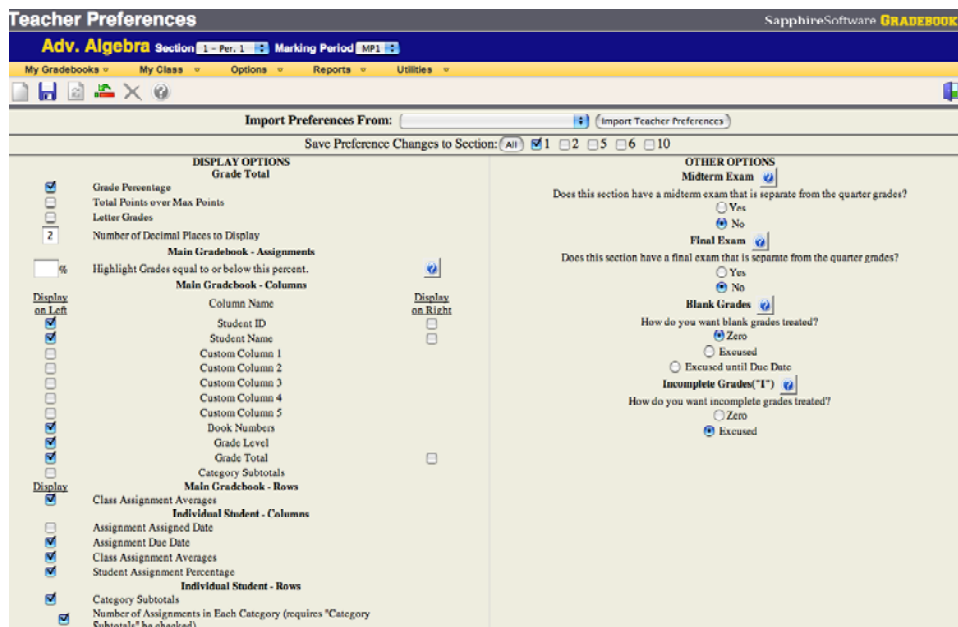 Teacher Preferences
SapphireSoftware GRADEBOOK
Adv. Algebra Section 1 - Per. 1 Marking Period MP1
My Gradebooks My Class Options Reports Utilities
Import Preferences From: Import Teacher Preferences
Save Preference Changes to Section: All 1 2 5 6 10
DISPLAY OPTIONS
Grade Total
Grade Percentage
Total Points over Max Points
Letter Grades
2 Number of Decimal Places to Display
Main Gradebook - Assignments
% Highlight Grades equal to or below this percent.
Main Gradebook - Columns
Display on Left Column Name Display on Right
Student ID
Student Name
Custom Column 1
Custom Column 2
Custom Column 3
Custom Column 4
Custom Column 5
Book Numbers
Grade Level
Grade Total
Category Subtotals
Display Main Gradebook - Rows
Class Assignment Averages
Individual Student - Columns
Assignment Assigned Date
Assignment Due Date
Class Assignment Averages
Student Assignment Percentage
Individual Student - Rows
Category Subtotals
Number of Assignments in Each Category (requires "Category
Subtotals" be checked)
OTHER OPTIONS
Midterm Exam ?
Does this section have a midterm exam that is separate from the quarter grades?
Yes
No
Final Exam ?
Does this section have a final exam that is separate from the quarter grades?
Yes
No
Blank Grades ?
How do you want blank grades treated?
Zero
Excused
Excused until Due Date
Incomplete Grades("I") ?
How do you want incomplete grades treated?
Zero
Excused